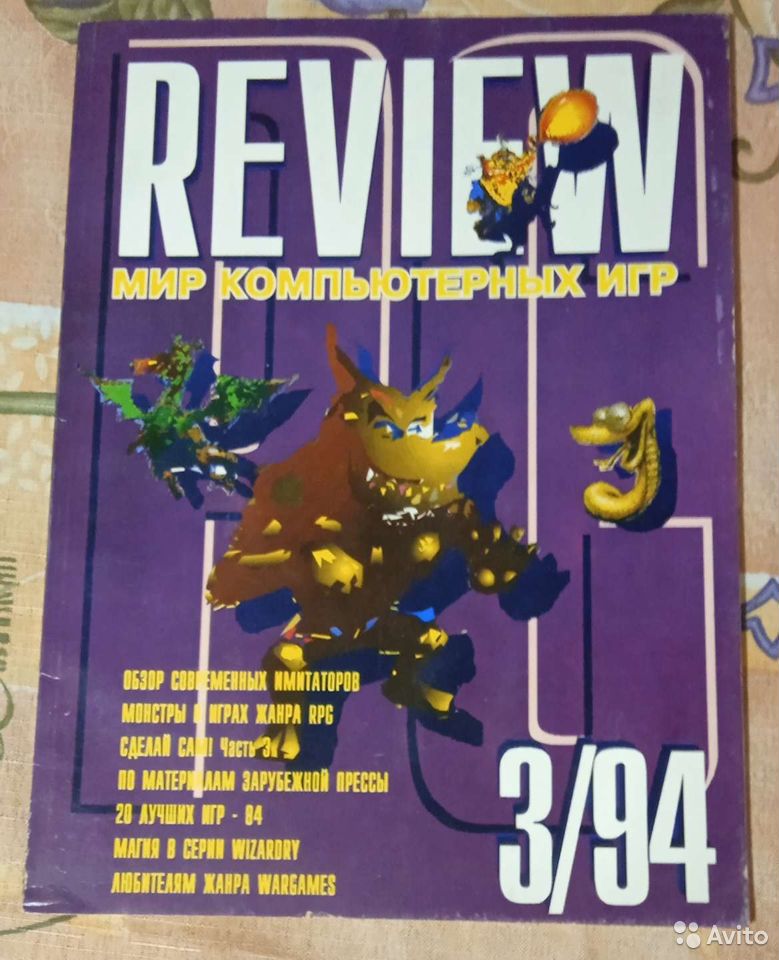 REVIEW
МИР КОМПЬЮТЕРНЫХ ИГР
ОБЗОР СОВРЕМЕННЫХ ИМИТАТОРОВ
МОНСТРЫ В ИГРАХ ЖАНРА RPG
СДЕЛАЙ САМ! Часть 3
ПО МАТЕРИАЛАМ ЗАРУБЕЖНОЙ ПРЕССЫ
20 ЛУЧШИХ ИГР - 94
МАГИЯ В СЕРИИ WIZARDRY
ЛЮБИТЕЛЯМ ЖАНРА WARGAMES
3/94
Avito